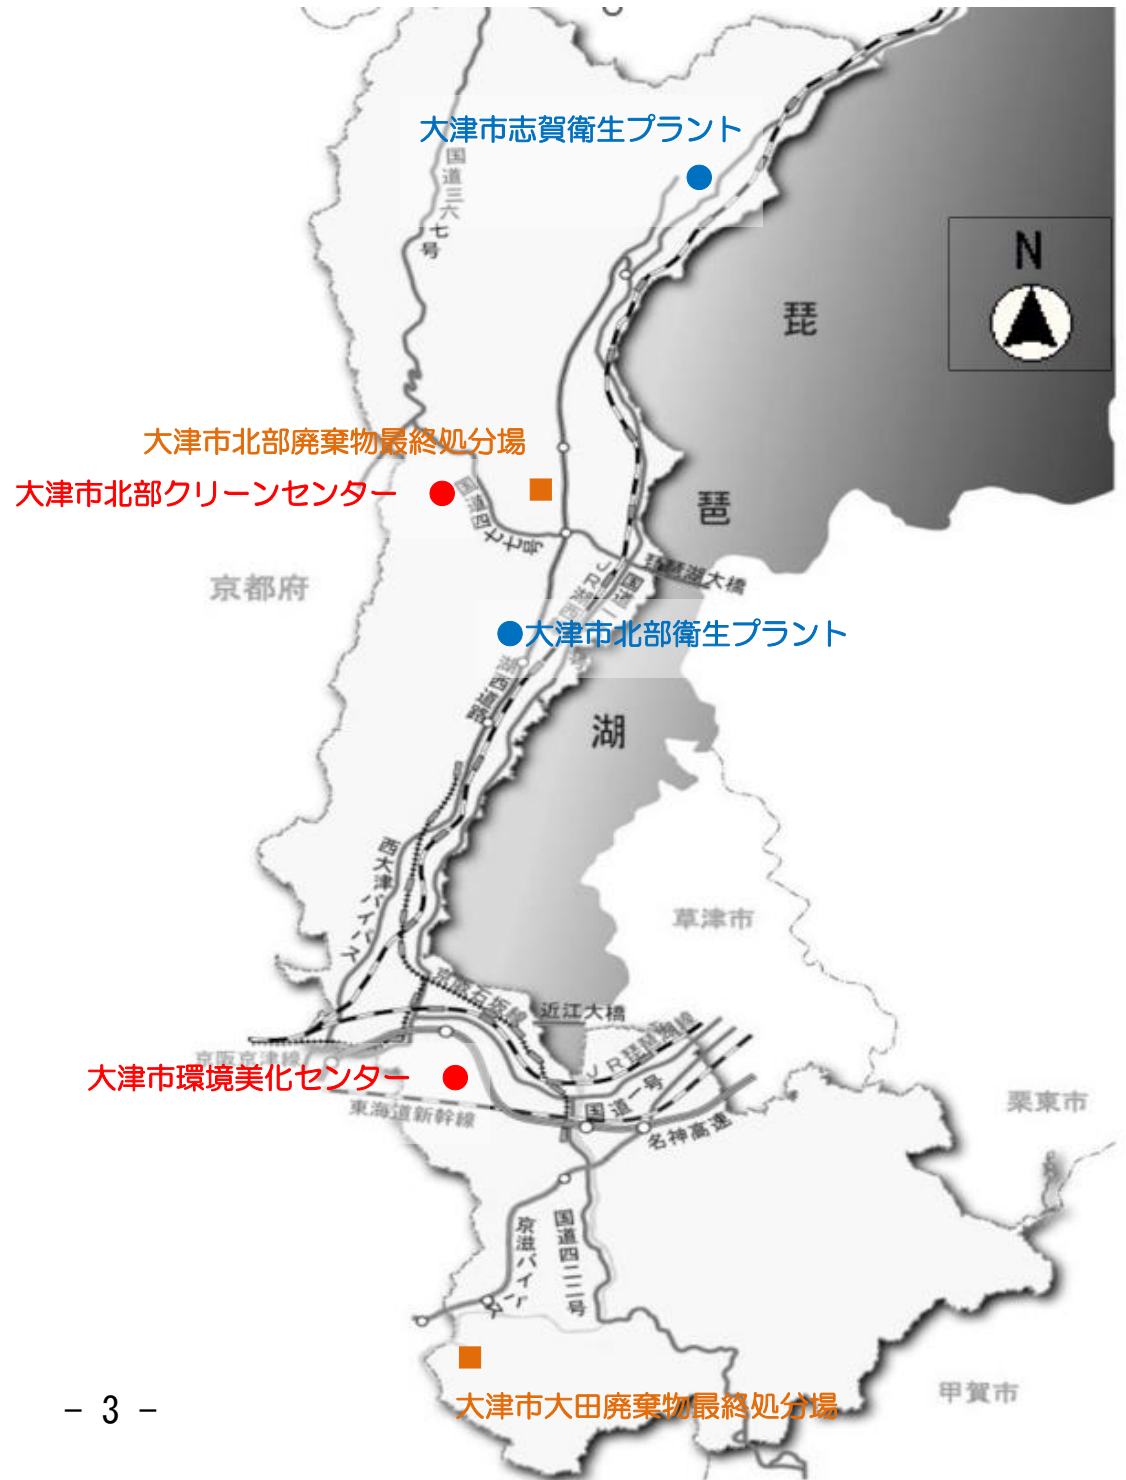 大津市志賀衛生プラント
国道三六七号
N
琵
大津市北部廃棄物最終処分場
大津市北部クリーンセンター
国道四七七号
琶
琵琶湖大橋
京都府
大津市北部衛生プラント
湖西道路
湖
西大津バイパス
草津市
京阪石坂線
近江大橋
JR琵琶湖線
京阪京津線
大津市環境美化センター
国道一号
東海道新幹線
名神高速
栗東市
京滋バイパス
国道四二二号
大津市大田廃棄物最終処分場
甲賀市
- 3 -